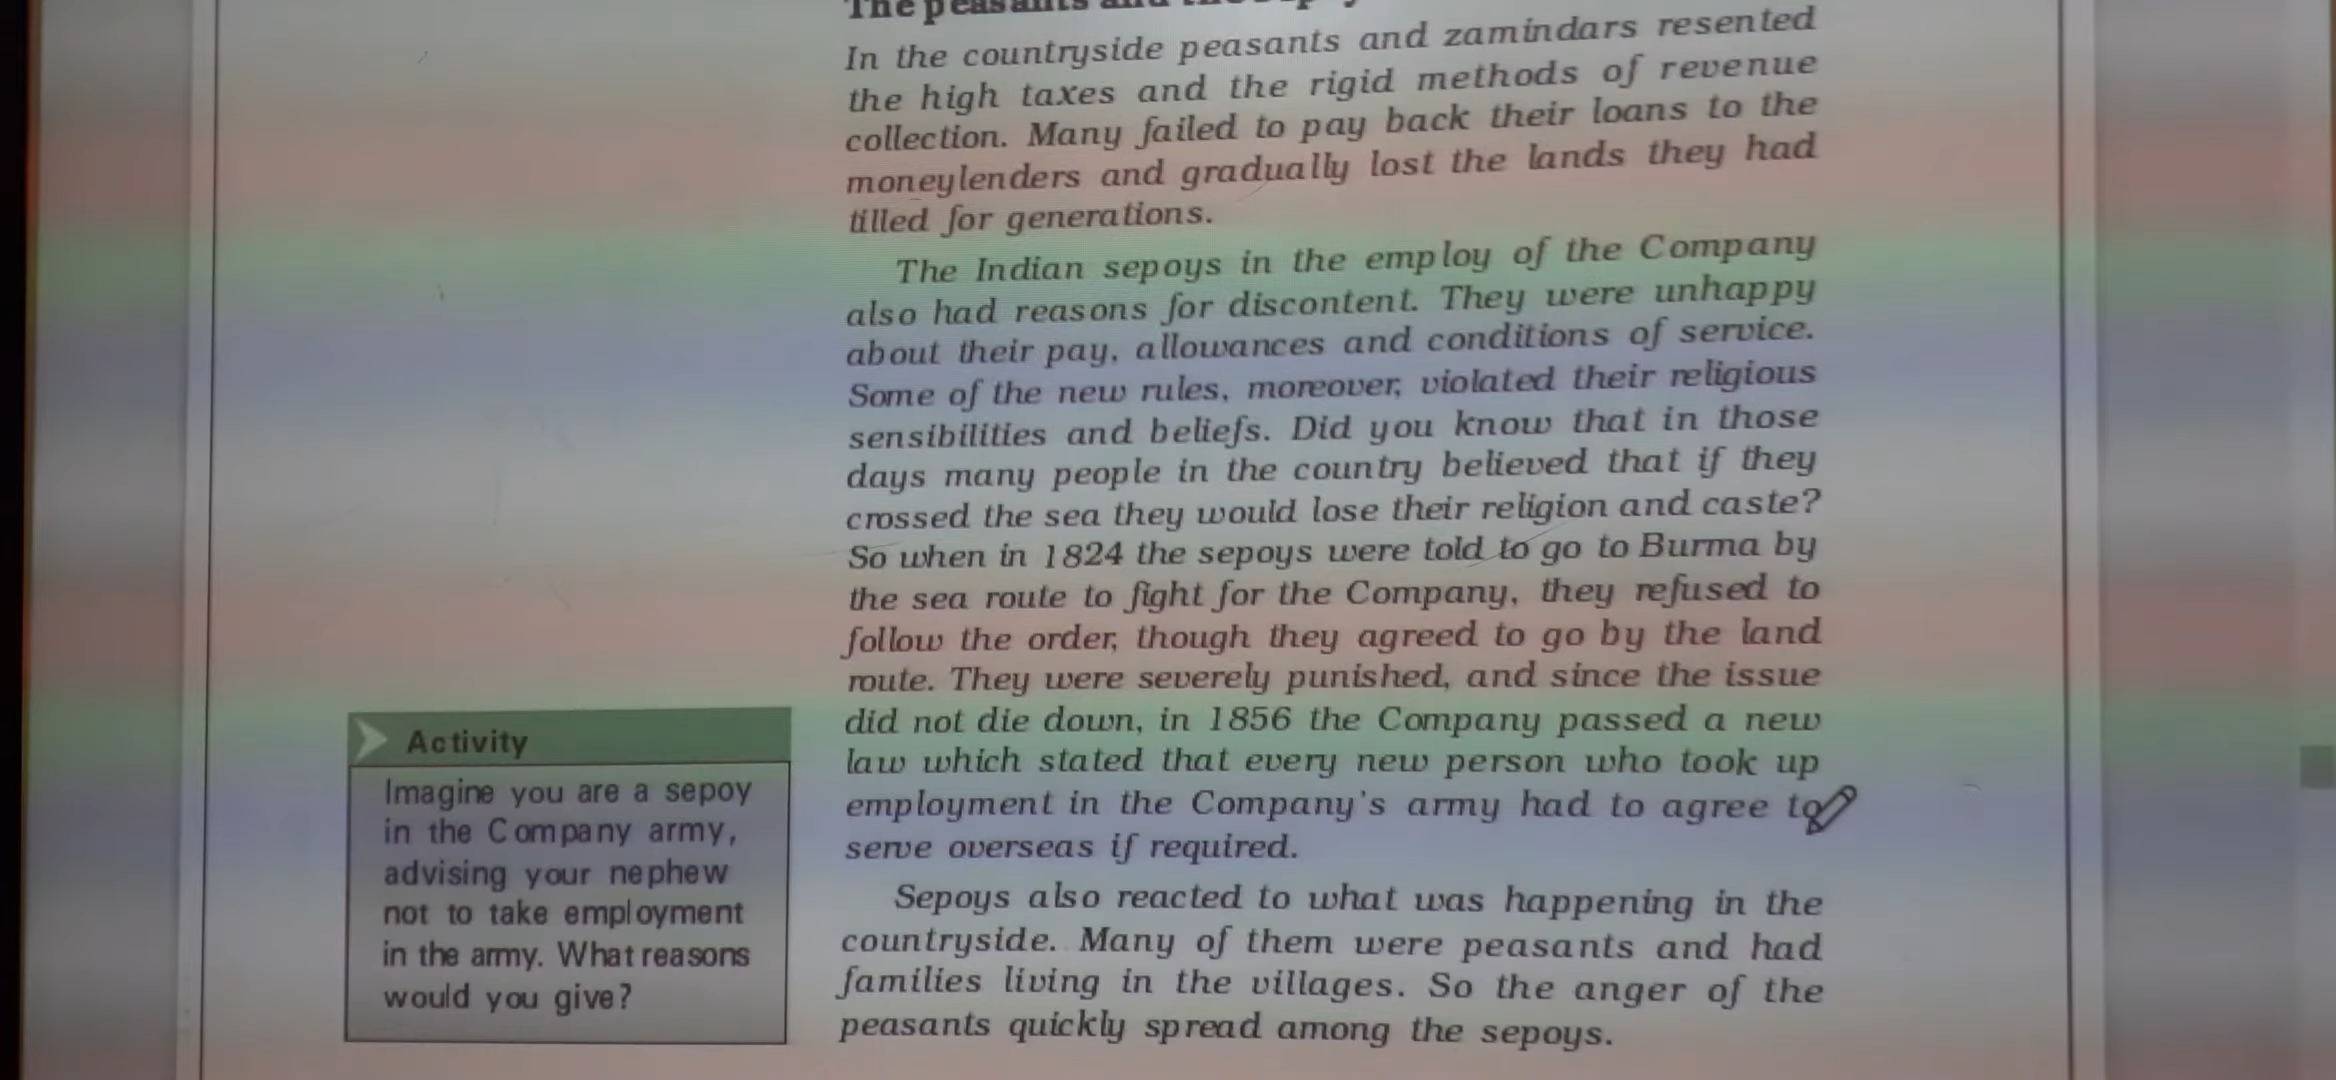 The peasants and the
In the countryside peasants and zamindars resented
the high taxes and the rigid methods of revenue
collection. Many failed to pay back their loans to the
moneylenders and gradually lost the lands they had
tilled for generations.
The Indian sepoys in the employ of the Company
also had reasons for discontent. They were unhappy
about their pay, allowances and conditions of service.
Some of the new rules, moreover, violated their religious
sensibilities and beliefs. Did you know that in those
days many people in the country believed that if they
crossed the sea they would lose their religion and caste?
So when in 1824 the sepoys were told to go to Burma by
the sea route to fight for the Company, they refused to
follow the order, though they agreed to go by the land
route. They were severely punished, and since the issue
did not die down, in 1856 the Company passed a new
law which stated that every new person who took up
employment in the Company's army had to agree to
serve overseas if required.
Sepoys also reacted to what was happening in the
countryside. Many of them were peasants and had
families living in the villages. So the anger of the
peasants quickly spread among the sepoys.
Activity
Imagine you are a sepoy
in the Company army,
advising your nephew
not to take employment
in the army. What reasons
would you give?